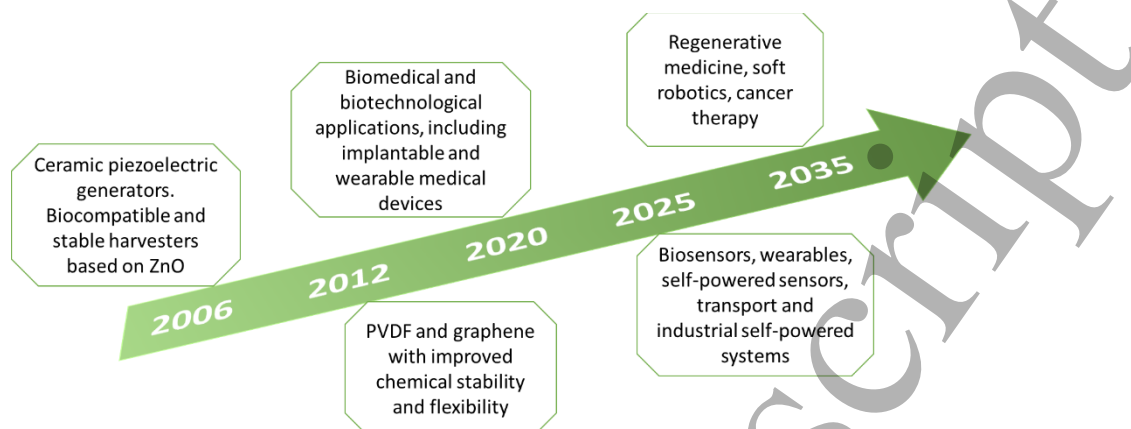 Ceramic piezoelectric
generators.
Biocompatible and
stable harvesters
based on ZnO
Biomedical and
biotechnological
applications, including
implantable and
wearable medical
devices
Regenerative
medicine, soft
robotics, cancer
therapy
2006
2012
2020
2025
2035
PVDF and graphene
with improved
chemical stability
and flexibility
Biosensors, wearables,
self-powered sensors,
transport and
industrial self-powered
systems
script